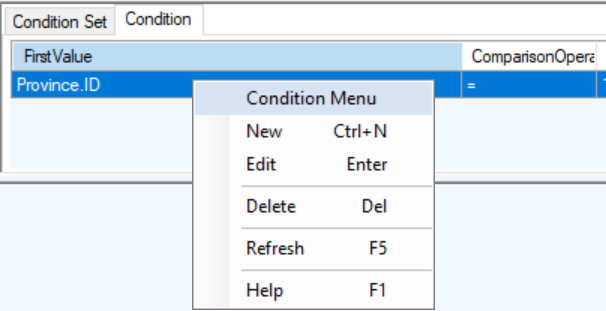 Condition Set Condition
FirstValue ComparisonOpera
Province.ID =
Condition Menu
New Ctrl+N
Edit Enter
Delete Del
Refresh F5
Help F1